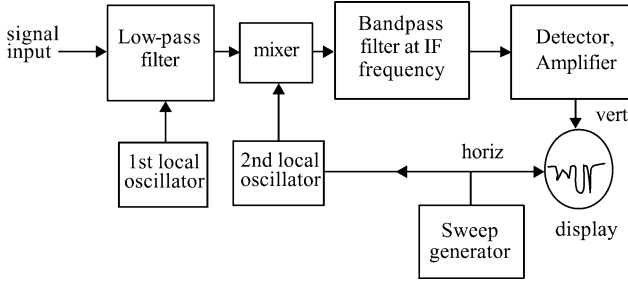 signal
input
Low-pass
filter
mixer
Bandpass
filter at IF
frequency
Detector,
Amplifier
vert
1st local
oscillator
2nd local
oscillator
horiz
Sweep
generator
display